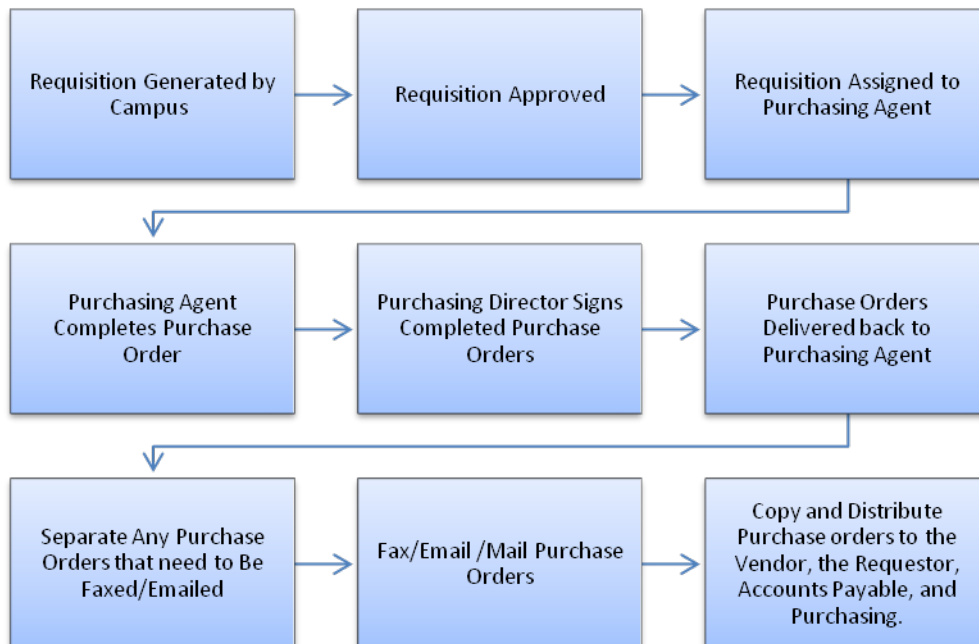 Requisition Generated by
Campus
Requisition Approved
Requisition Assigned to
Purchasing Agent
Purchasing Agent
Completes Purchase
Order
Purchasing Director Signs
Completed Purchase
Orders
Purchase Orders
Delivered back to
Purchasing Agent
Separate Any Purchase
Orders that need to Be
Faxed/Emailed
Fax/Email /Mail Purchase
Orders
Copy and Distribute
Purchase orders to the
Vendor, the Requestor,
Accounts Payable, and
Purchasing.